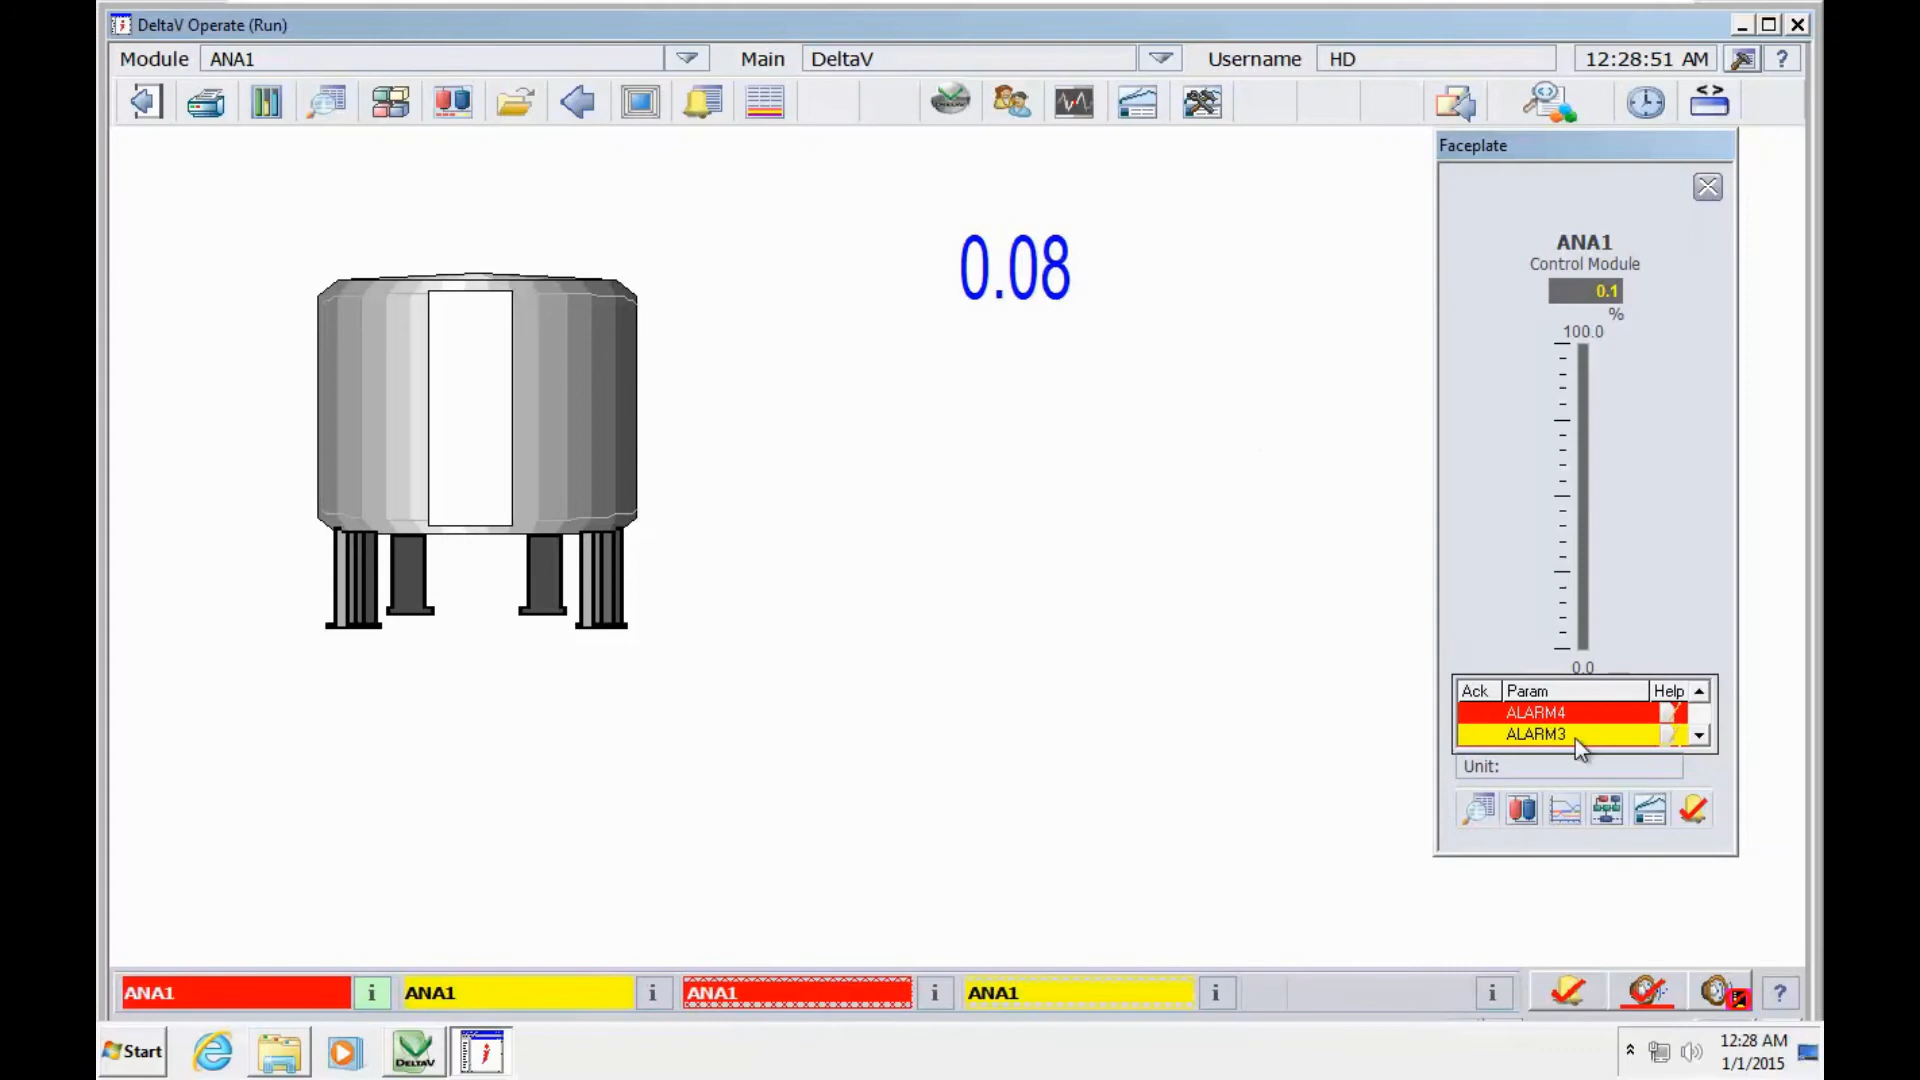 DeltaV Operate (Run)
Module ANA1 Main DeltaV Username HD 12:28:51 AM ?
Faceplate
0.08
ANA1
Control Module
0.1
%
100.0
0.0
Ack Param Help
ALARM4
ALARM3
Unit:
ANA1 i ANA1 i ANA1 i ANA1 i i ?
Start DELTAV 12:28 AM
1/1/2015